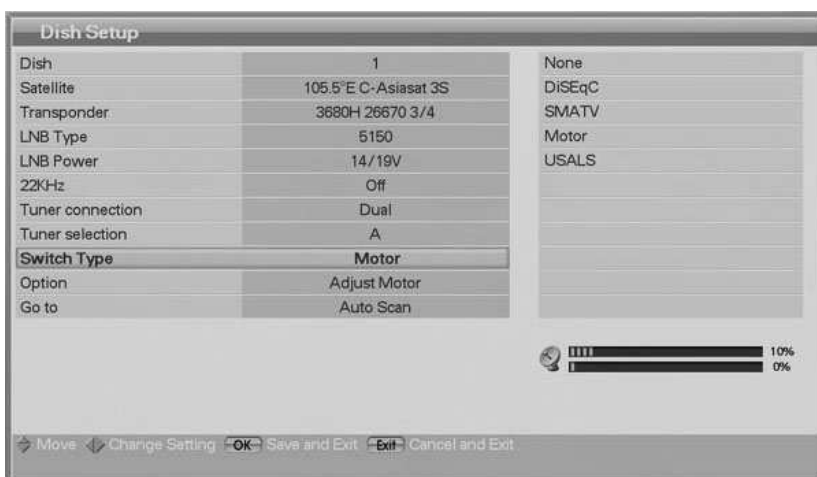 Dish Setup
Dish 1
Satellite 105.5°E C-Asiasat 3S
Transponder 3680H 26670 3/4
LNB Type 5150
LNB Power 14/19V
22KHz Off
Tuner connection Dual
Tuner selection A
Switch Type Motor
Option Adjust Motor
Go to Auto Scan
None
DiSEqC
SMATV
Motor
USALS
10%
0%
Move Change Setting OK Save and Exit Exit Cancel and Exit